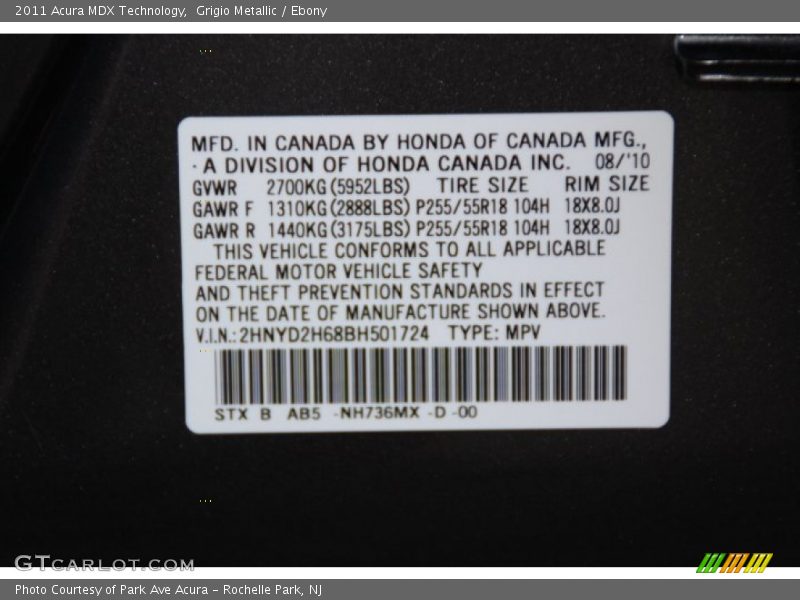 2011 Acura MDX Technology,  Grigio Metallic / Ebony
MFD. IN CANADA BY HONDA OF CANADA MFG.,
A DIVISION OF HONDA CANADA INC. 08/'10
GVWR 2700KG (5952LBS) TIRE SIZE RIM SIZE
GAWR F 1310KG (2888LBS) P255/55R18 104H 18X8.0J
GAWR R 1440KG (3175LBS) P255/55R18 104H 18X8.0J
THIS VEHICLE CONFORMS TO ALL APPLICABLE
FEDERAL MOTOR VEHICLE SAFETY
AND THEFT PREVENTION STANDARDS IN EFFECT
ON THE DATE OF MANUFACTURE SHOWN ABOVE.
V.I.N.: 2HNYD2H68BH501724 TYPE: MPV
STX B AB5 -NH736MX -D -00
GTCARLOT.COM
Photo Courtesy of Park Ave Acura - Rochelle Park, NJ